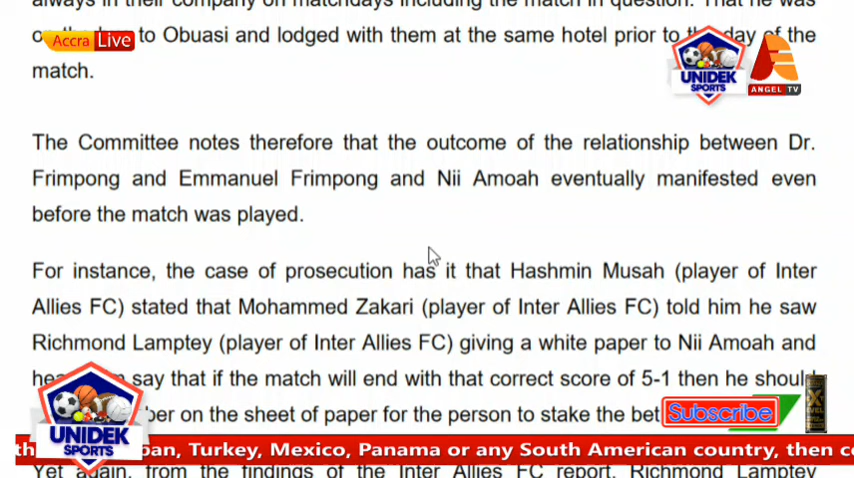 always in their company on matchdays including the match in question. That he was
to Obuasi and lodged with them at the same hotel prior to day of the
match.
Accra Live
UNIDEK
SPORTS
ANGEL TV
The Committee notes therefore that the outcome of the relationship between Dr.
Frimpong and Emmanuel Frimpong and Nii Amoah eventually manifested even
before the match was played.
For instance, the case of prosecution has it that Hashmin Musah (player of Inter
Allies FC) stated that Mohammed Zakari (player of Inter Allies FC) told him he saw
Richmond Lamptey (player of Inter Allies FC) giving a white paper to Nii Amoah and
say that if the match will end with that correct score of 5-1 then he should
on the sheet of paper for the person to stake the bet
Subscribe
UNIDEK
SPORTS
Turkey, Mexico, Panama or any South American country, then
Yet again, from the findings of the Inter Allies FC report, Richmond Lamptey